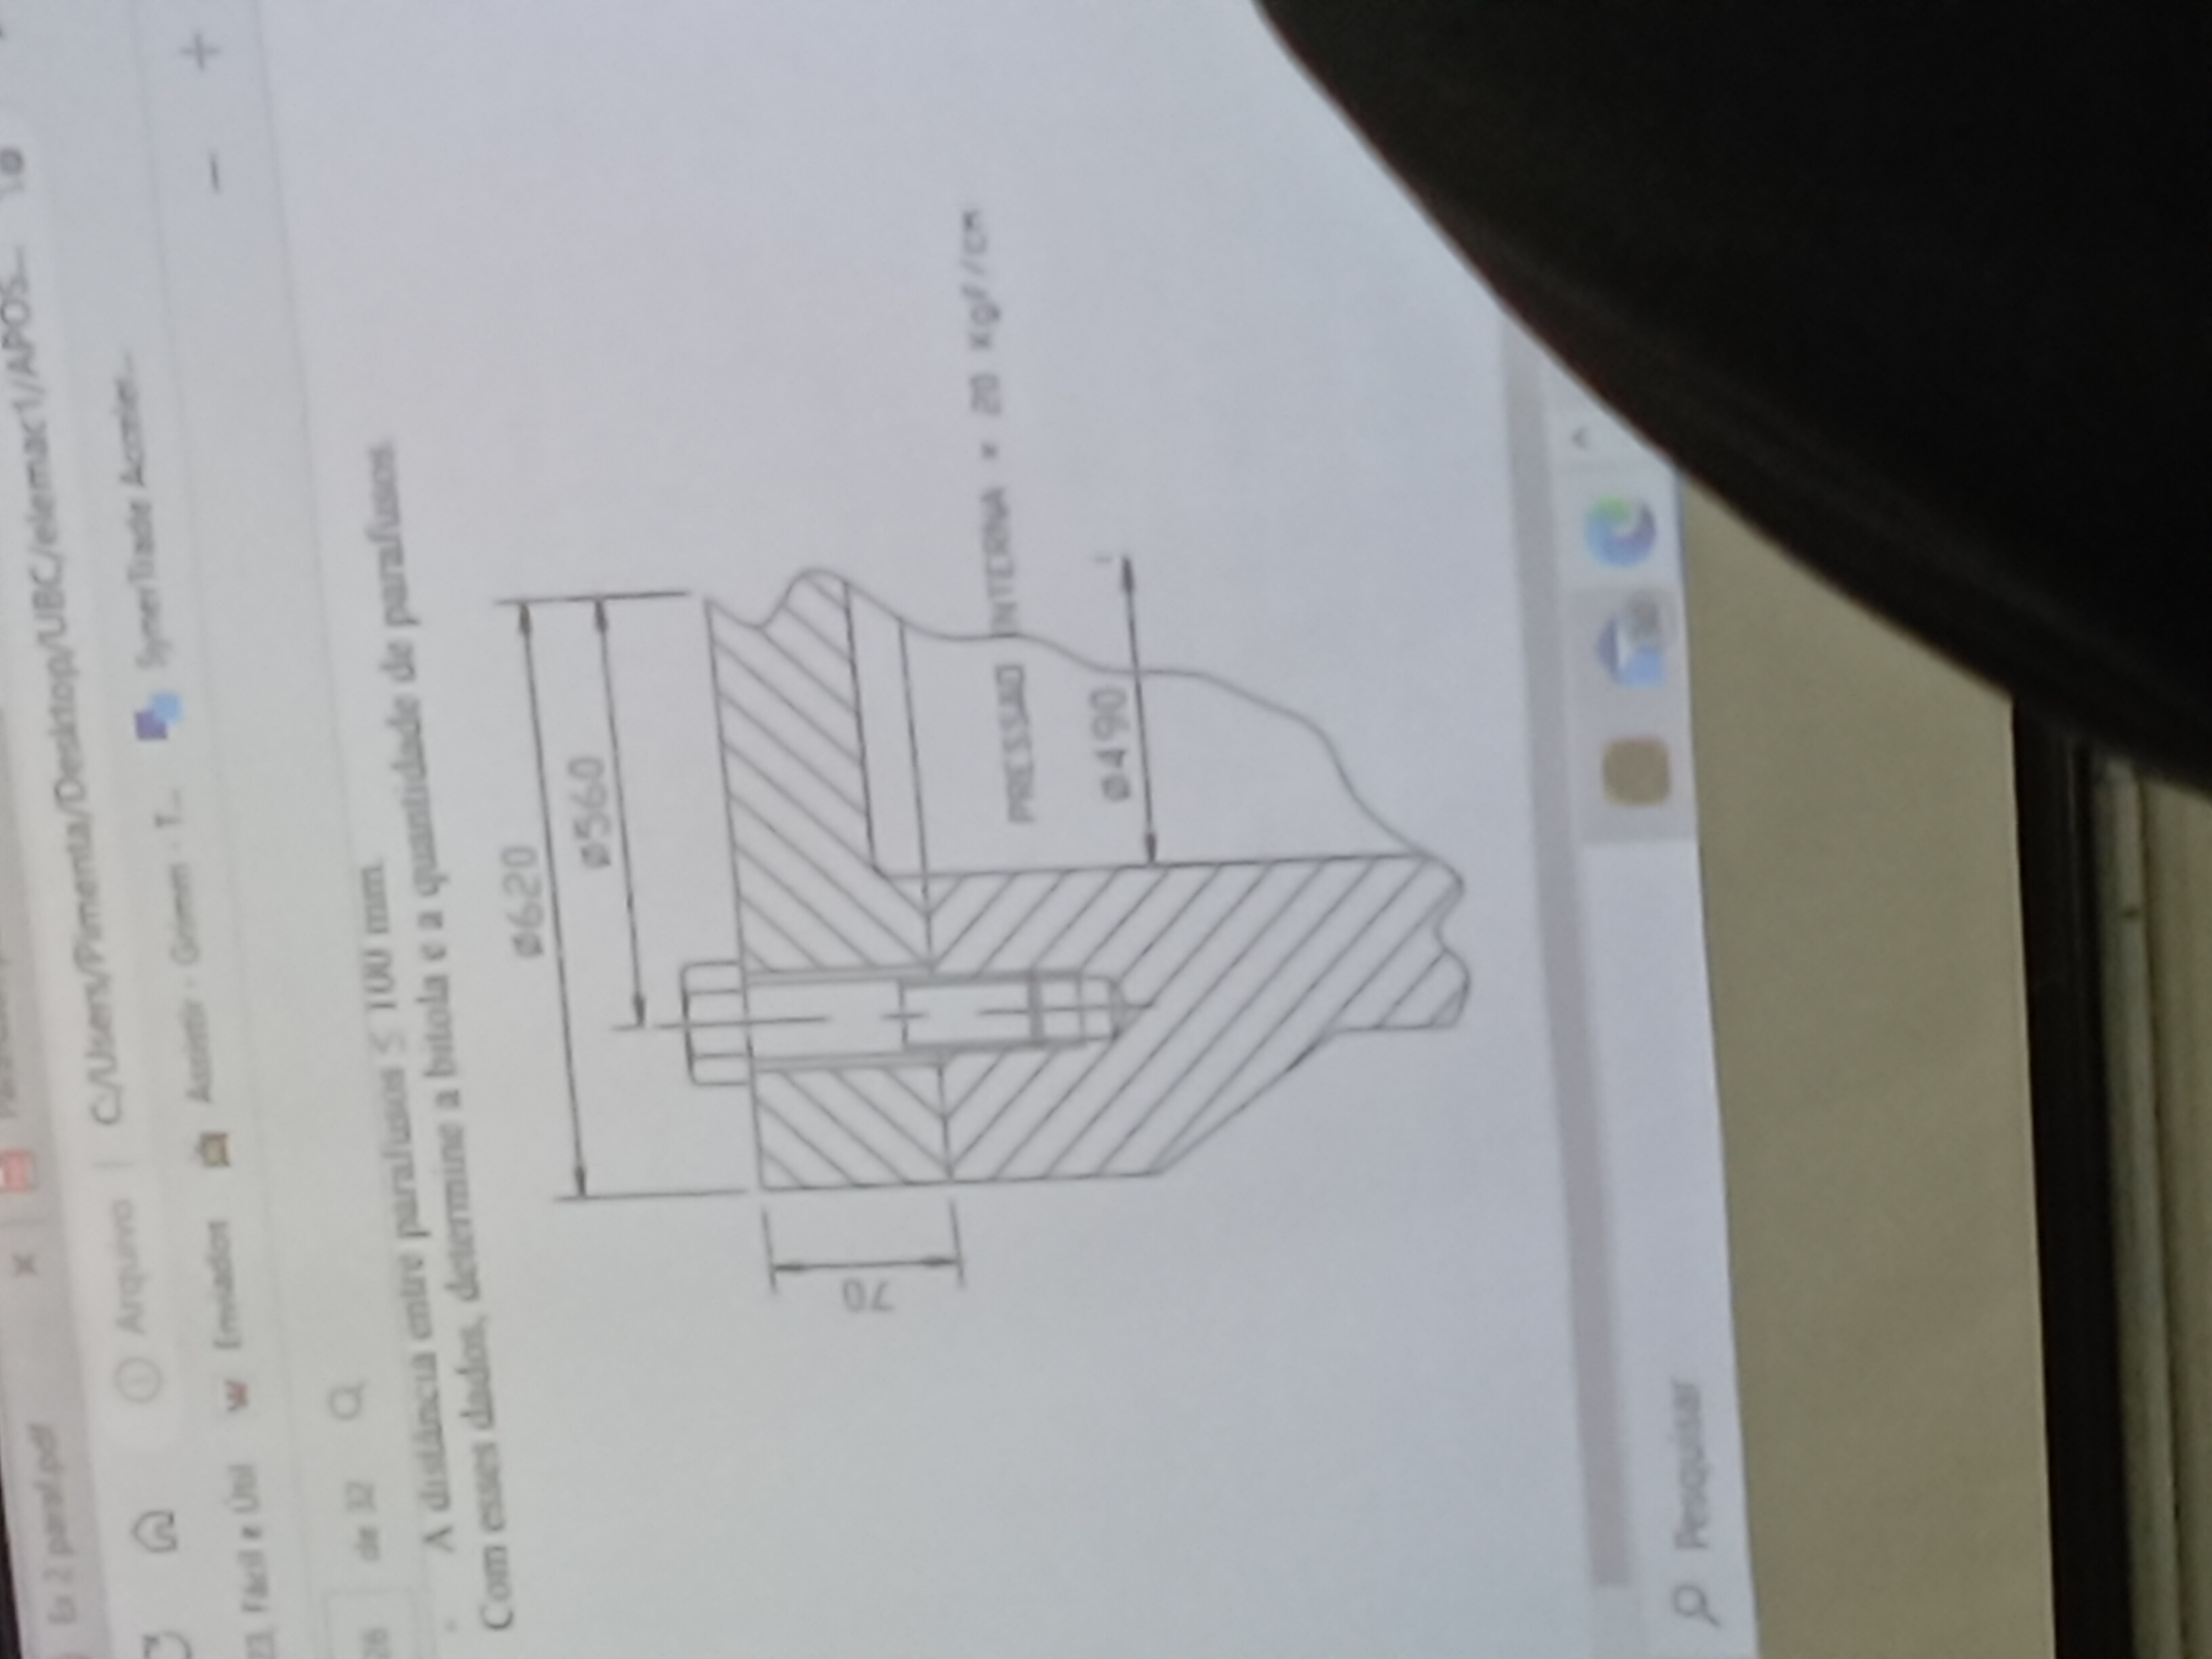 Ex 2 paraf.pdf
Arquivo
C:/Users/Pimenta/Desktop/UBC/elemac1/APOS...
23, Fácil e Útil
Enviados
Assistir - Grimm - T...
SynerTrade Acceler...
26 de 32
- A distância entre parafusos ≤ 100 mm.
Com esses dados, determine a bitola e a quantidade de parafusos.
ø620
ø560
70
PRESSAO INTERNA = 20 KgF/cm
ø490
Pesquisar